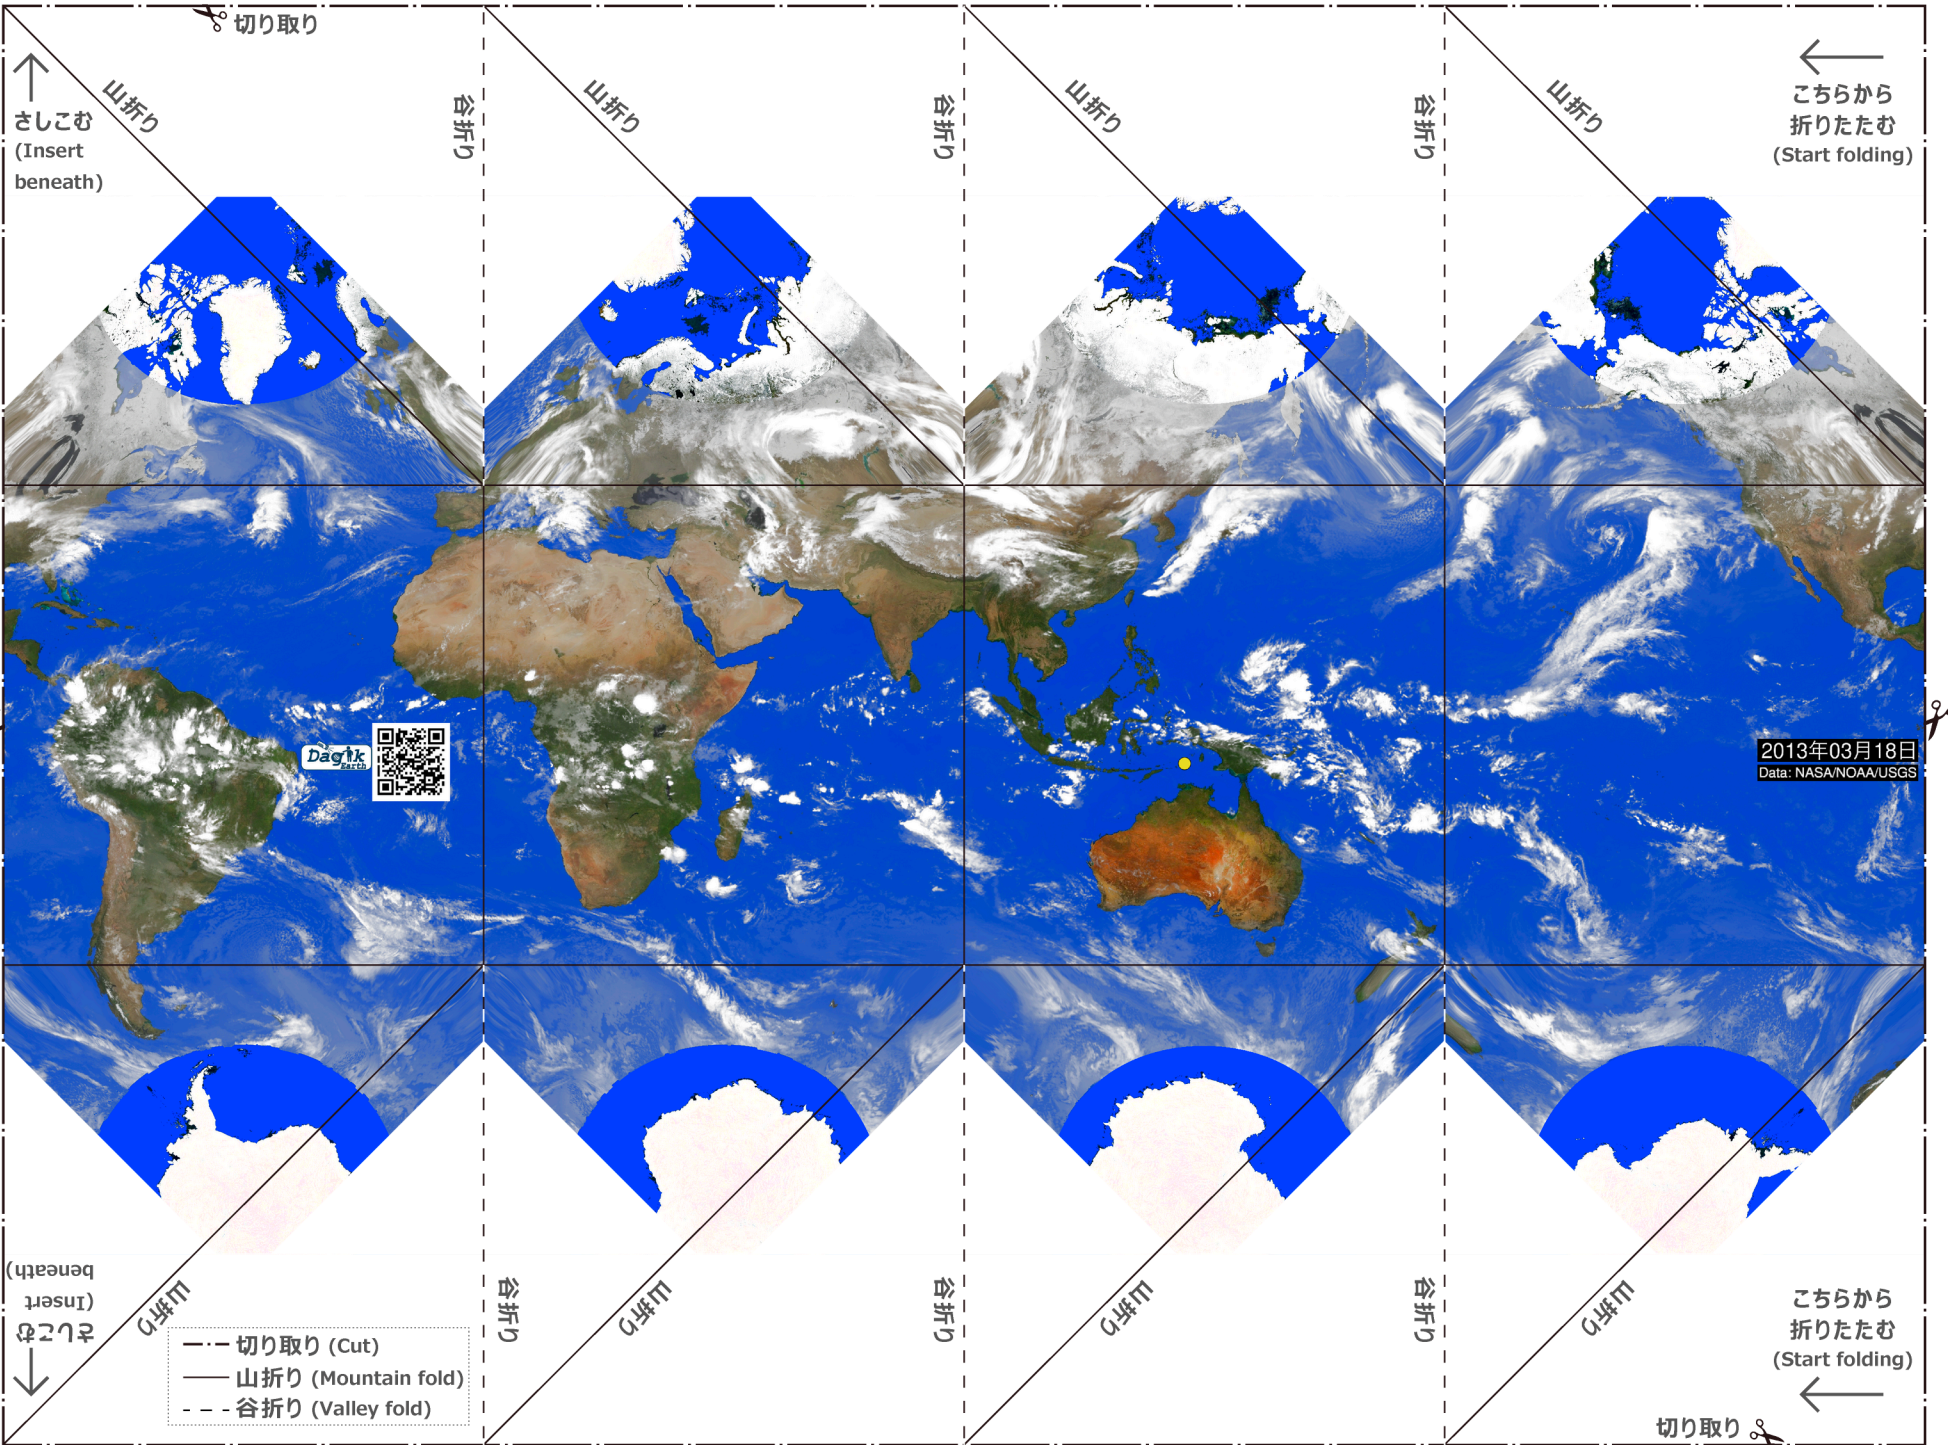 切り取り
山折り
谷折り
山折り
谷折り
山折り
谷折り
山折り
さしこむ
(Insert
beneath)
こちらから
折りたたむ
(Start folding)
Dagik
Earth
2013年03月18日
Data: NASA/NOAA/USGS
さしこむ
(Insert
beneath)
山折り
谷折り
山折り
谷折り
山折り
谷折り
山折り
こちらから
折りたたむ
(Start folding)
切り取り (Cut)
山折り (Mountain fold)
谷折り (Valley fold)
切り取り